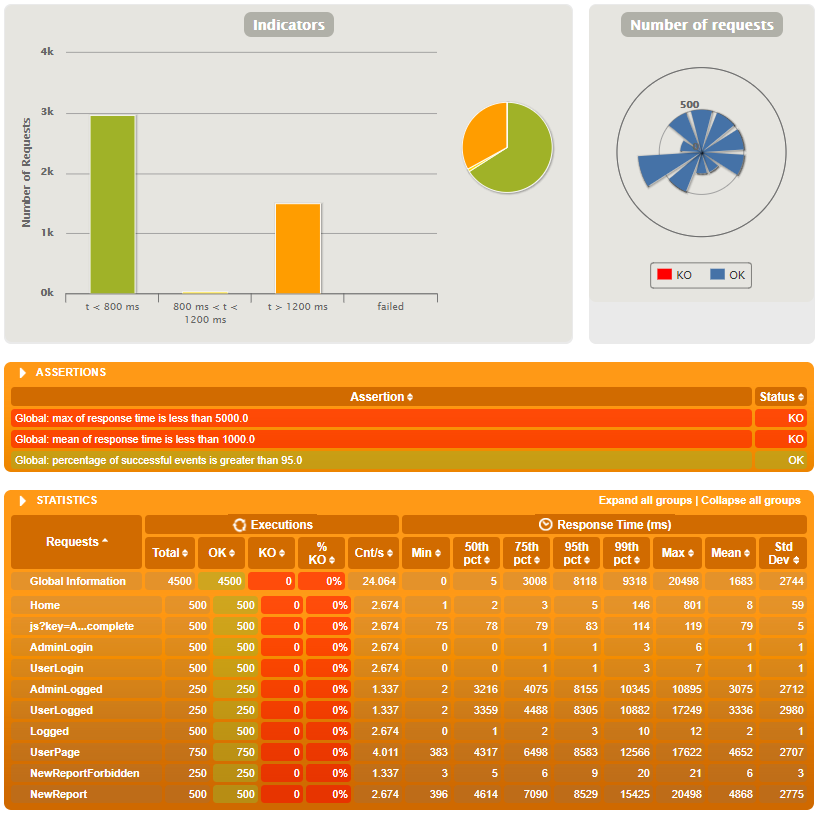 Indicators
4k
3k
2k
1k
0k
Number of Requests
t < 800 ms
800 ms < t <
1200 ms
t > 1200 ms
failed
Number of requests
500
KO
OK
ASSERTIONS
Assertion Status
Global: max of response time is less than 5000.0 KO
Global: mean of response time is less than 1000.0 KO
Global: percentage of successful events is greater than 95.0 OK
STATISTICS Expand all groups | Collapse all groups
Requests Executions Response Time (ms)
Total OK KO % KO Cnt/s Min 50th pct 75th pct 95th pct 99th pct Max Mean Std Dev
Global Information 4500 4500 0 0% 24.064 0 5 3008 8118 9318 20498 1683 2744
Home 500 500 0 0% 2.674 1 2 3 5 146 801 8 59
js?key=A...complete 500 500 0 0% 2.674 75 78 79 83 114 119 79 5
AdminLogin 500 500 0 0% 2.674 0 0 1 1 3 6 1 1
UserLogin 500 500 0 0% 2.674 0 0 1 1 3 7 1 1
AdminLogged 250 250 0 0% 1.337 2 3216 4075 8155 10345 10895 3075 2712
UserLogged 250 250 0 0% 1.337 2 3359 4488 8305 10882 17249 3336 2980
Logged 500 500 0 0% 2.674 0 1 2 3 10 12 2 1
UserPage 750 750 0 0% 4.011 383 4317 6498 8583 12566 17622 4652 2707
NewReportForbidden 250 250 0 0% 1.337 3 5 6 9 20 21 6 3
NewReport 500 500 0 0% 2.674 396 4614 7090 8529 15425 20498 4868 2775